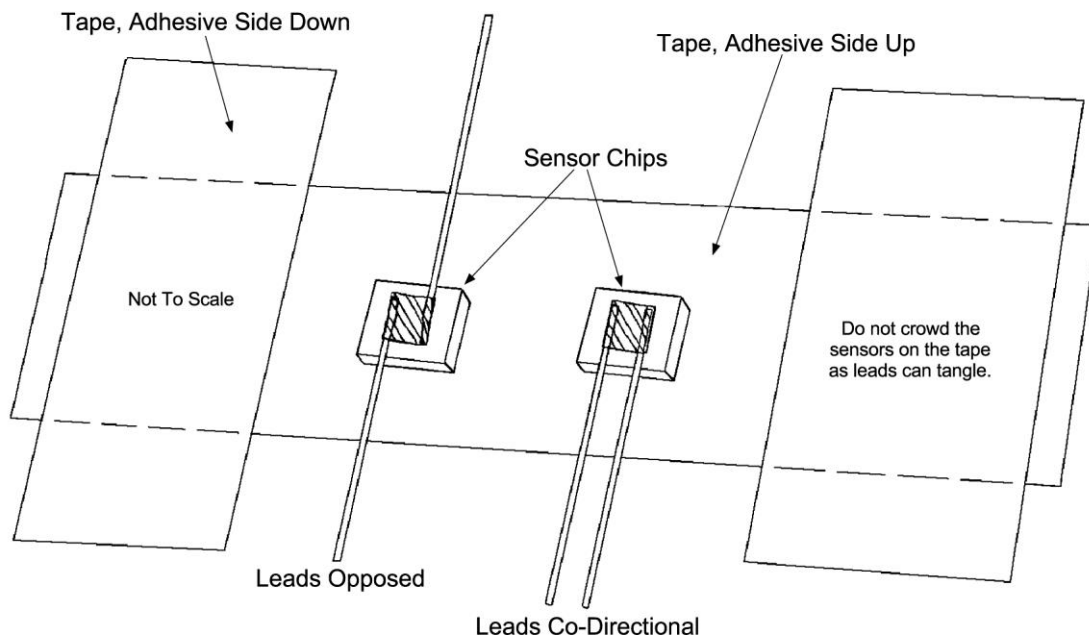 Tape, Adhesive Side Down
Tape, Adhesive Side Up
Sensor Chips
Not To Scale
Do not crowd the
sensors on the tape
as leads can tangle.
Leads Opposed
Leads Co-Directional